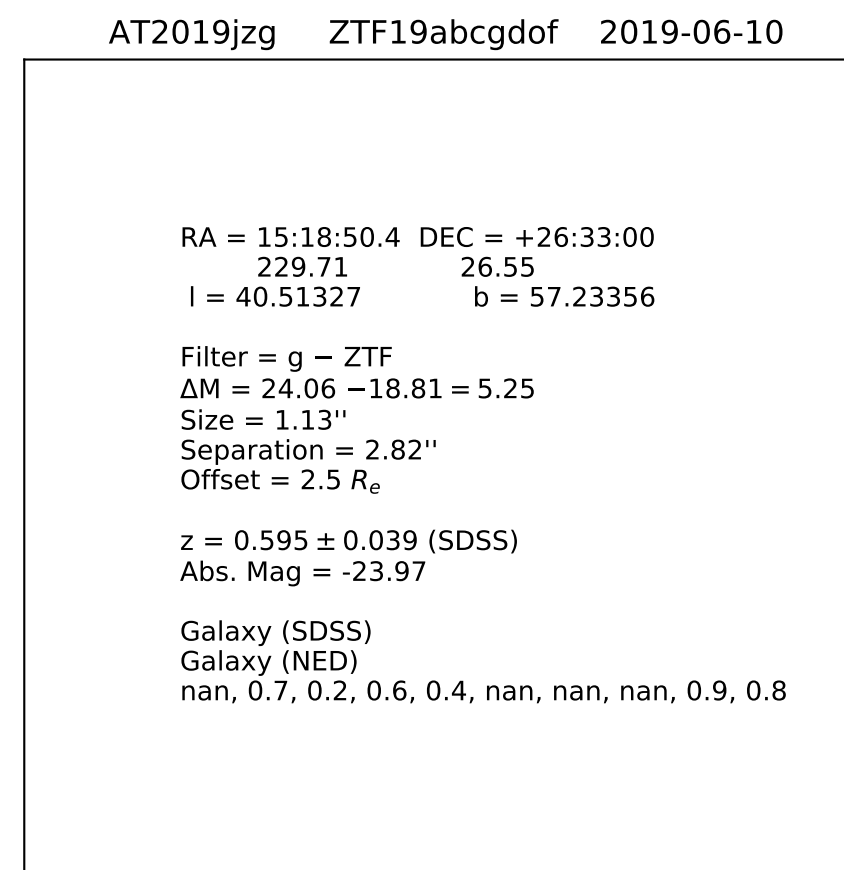 AT2019jzg ZTF19abcgdof 2019-06-10
RA = 15:18:50.4 DEC = +26:33:00
229.71 26.55
l = 40.51327 b = 57.23356
Filter = g − ZTF
ΔM = 24.06 −18.81 = 5.25
Size = 1.13''
Separation = 2.82''
Offset = 2.5 Rₑ
z = 0.595 ± 0.039 (SDSS)
Abs. Mag = -23.97
Galaxy (SDSS)
Galaxy (NED)
nan, 0.7, 0.2, 0.6, 0.4, nan, nan, nan, 0.9, 0.8